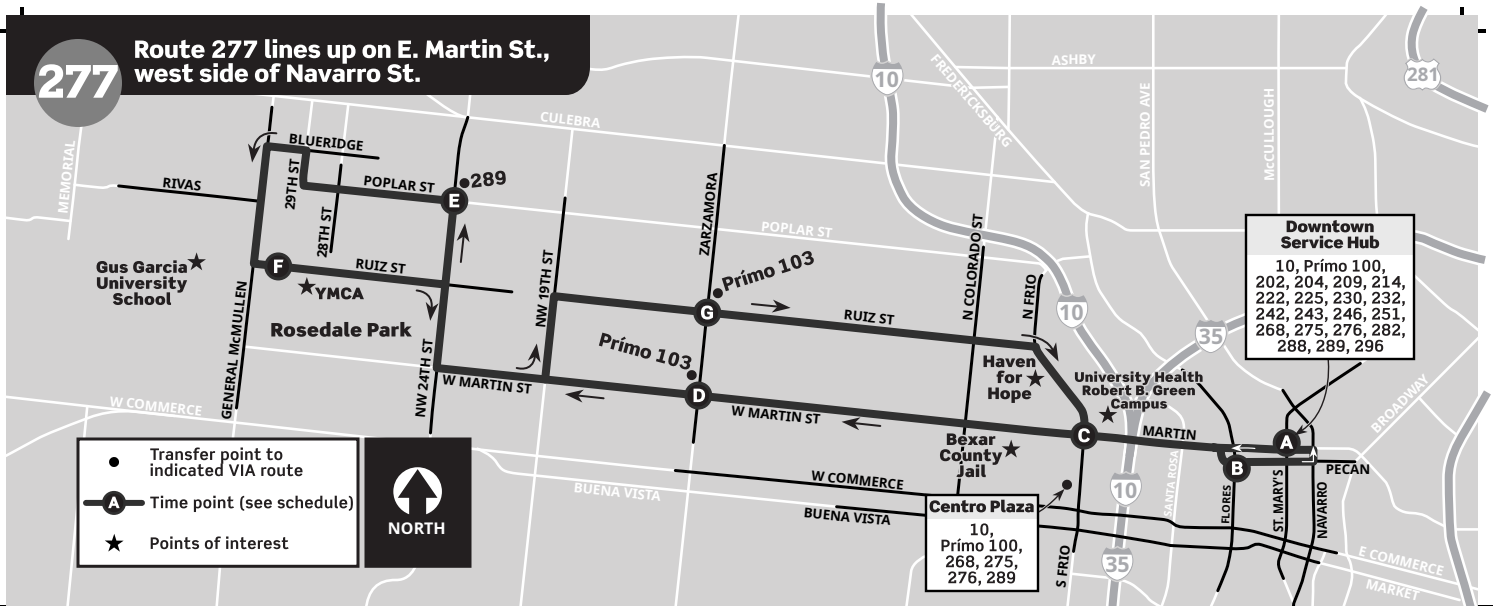 277
Route 277 lines up on E. Martin St.,
west side of Navarro St.
10
281
ASHBY
FREDERICKSBURG
SAN PEDRO AVE
McCULLOUGH
CULEBRA
MEMORIAL
BLUERIDGE
RIVAS
29TH ST
28TH ST
POPLAR ST
E
289
ZARZAMORA
POPLAR ST
N COLORADO ST
N FRIO
Gus Garcia
University
School
F
RUIZ ST
YMCA
Rosedale Park
GENERAL McMULLEN
NW 24TH ST
NW 19TH ST
Prímo 103
G
RUIZ ST
10
35
Downtown
Service Hub
10, Prímo 100,
202, 204, 209, 214,
222, 225, 230, 232,
242, 243, 246, 251,
268, 275, 276, 282,
288, 289, 296
Prímo 103
D
W MARTIN ST
W MARTIN ST
Haven
for
Hope
University Health
Robert B. Green
Campus
BROADWAY
W COMMERCE
C
MARTIN
A
B
PECAN
Bexar
County
Jail
Transfer point to
indicated VIA route
A
Time point (see schedule)
Points of interest
NORTH
BUENA VISTA
W COMMERCE
BUENA VISTA
Centro Plaza
10,
Prímo 100,
268, 275,
276, 289
S FRIO
10
35
SANTA ROSA
FLORES
ST. MARY'S
NAVARRO
E COMMERCE
MARKET